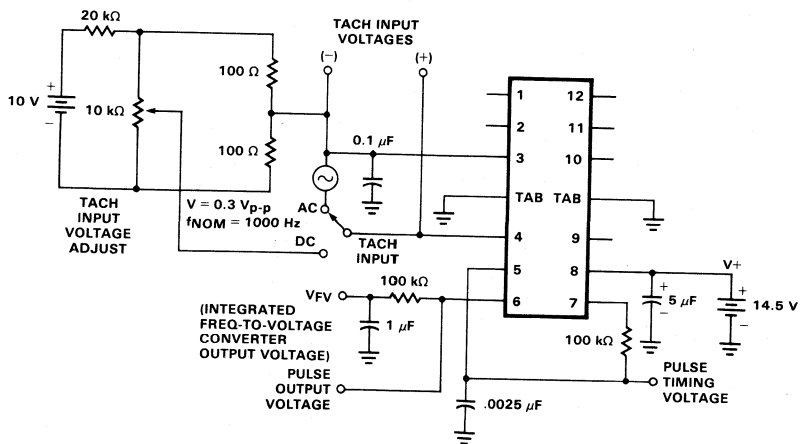 20 kΩ
TACH INPUT
VOLTAGES
(−)
(+)
100 Ω
1
12
+
10 V
−
10 kΩ
2
11
0.1 μF
100 Ω
3
10
TAB
TAB
TACH
INPUT
VOLTAGE
ADJUST
V = 0.3 Vp-p
fNOM = 1000 Hz
AC
DC
TACH
INPUT
4
9
5
8
V+
100 kΩ
VFV
6
7
+
5 μF
−
+
14.5 V
−
(INTEGRATED
FREQ-TO-VOLTAGE
CONVERTER
OUTPUT VOLTAGE)
1 μF
100 kΩ
PULSE
OUTPUT
VOLTAGE
.0025 μF
PULSE
TIMING
VOLTAGE